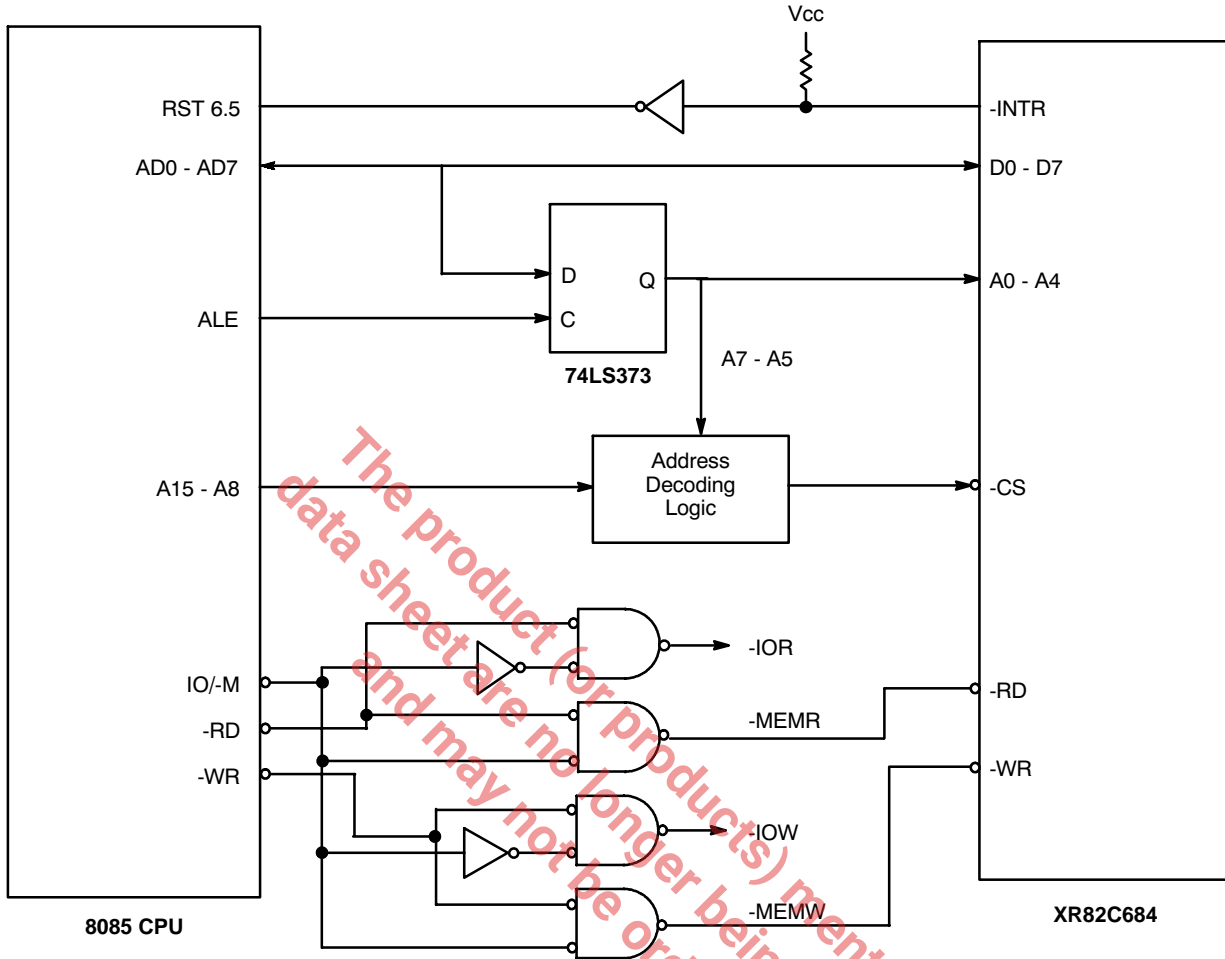 Vcc
RST 6.5
-INTR
AD0 - AD7
D0 - D7
D
Q
A0 - A4
ALE
C
74LS373
A7 - A5
A15 - A8
Address
Decoding
Logic
-CS
-IOR
IO/-M
-RD
-MEMR
-RD
-WR
-WR
-IOW
-MEMW
8085 CPU
XR82C684
The product (or products) ment
data sheet are no longer bein
and may not be ord